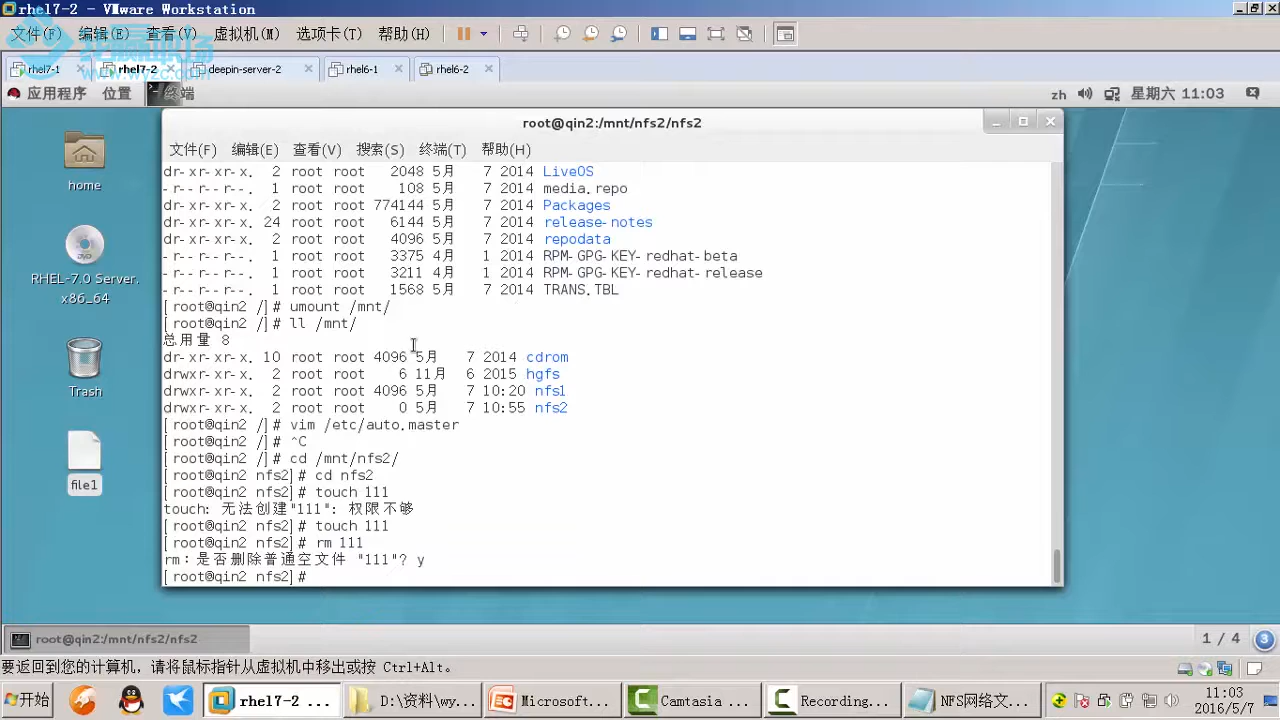 rhel7-2 - VMware Workstation
文件(F) 编辑(E) 查看(V) 虚拟机(M) 选项卡(T) 帮助(H)
www.wyzc.com
rhel7-1 rhel7-2 deepin-server-2 rhel6-1 rhel6-2
应用程序 位置 终端 zh 星期六 11:03
root@qin2:/mnt/nfs2/nfs2
文件(F) 编辑(E) 查看(V) 搜索(S) 终端(T) 帮助(H)
dr-xr-xr-x. 2 root root 2048 5月 7 2014 LiveOS
-r--r--r--. 1 root root 108 5月 7 2014 media.repo
dr-xr-xr-x. 2 root root 774144 5月 7 2014 Packages
dr-xr-xr-x. 24 root root 6144 5月 7 2014 release-notes
dr-xr-xr-x. 2 root root 4096 5月 7 2014 repodata
-r--r--r--. 1 root root 3375 4月 1 2014 RPM-GPG-KEY-redhat-beta
-r--r--r--. 1 root root 3211 4月 1 2014 RPM-GPG-KEY-redhat-release
-r--r--r--. 1 root root 1568 5月 7 2014 TRANS.TBL
[root@qin2 /]# umount /mnt/
[root@qin2 /]# ll /mnt/
总用量 8
dr-xr-xr-x. 10 root root 4096 5月 7 2014 cdrom
drwxr-xr-x. 2 root root 6 11月 6 2015 hgfs
drwxr-xr-x. 2 root root 4096 5月 7 10:20 nfs1
drwxr-xr-x. 2 root root 0 5月 7 10:55 nfs2
[root@qin2 /]# vim /etc/auto.master
[root@qin2 /]# ^C
[root@qin2 /]# cd /mnt/nfs2/
[root@qin2 nfs2]# cd nfs2
[root@qin2 nfs2]# touch 111
touch: 无法创建"111": 权限不够
[root@qin2 nfs2]# touch 111
[root@qin2 nfs2]# rm 111
rm：是否删除普通空文件 "111"? y
[root@qin2 nfs2]#
home
RHEL-7.0 Server.
x86_64
Trash
file1
root@qin2:/mnt/nfs2/nfs2 1 / 4 3
要返回到您的计算机，请将鼠标指针从虚拟机中移出或按 Ctrl+Alt。
开始 rhel7-2 ... D:\资料\wy... Microsoft... Camtasia ... Recording... NFS网络文... 11:03
2016/5/7